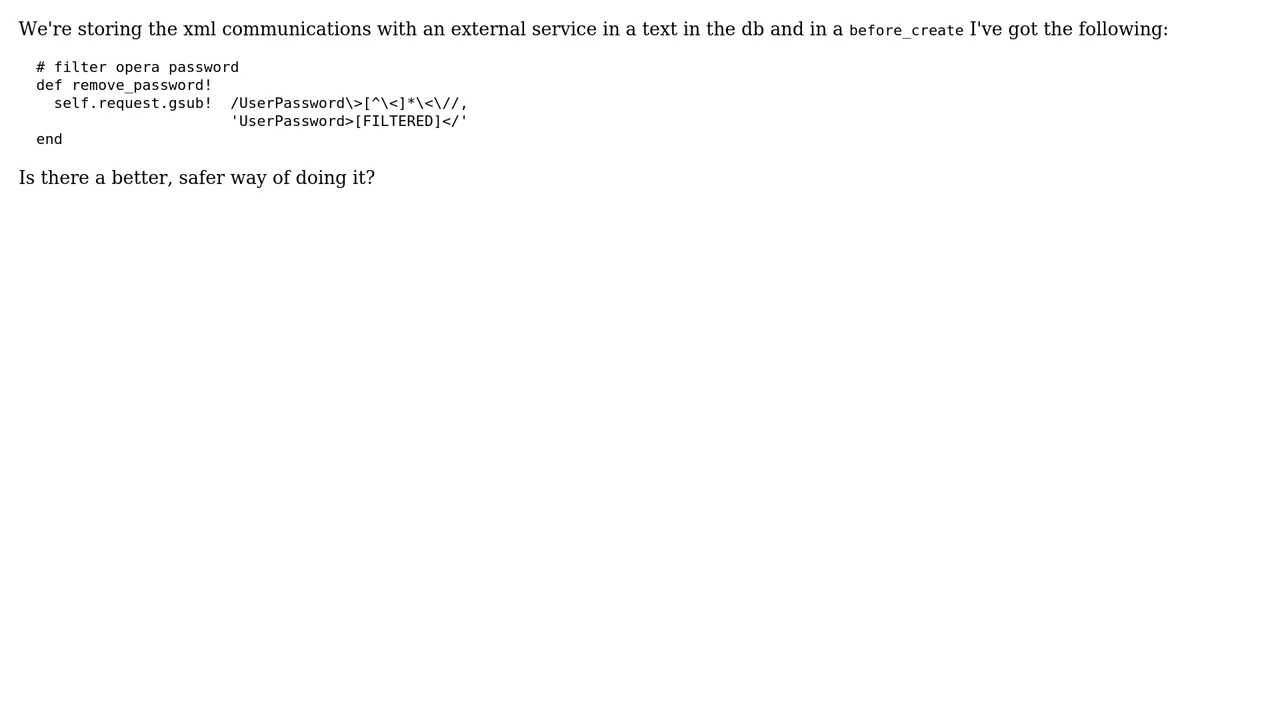 We're storing the xml communications with an external service in a text in the db and in a before_create I've got the following:
# filter opera password
def remove_password!
  self.request.gsub!  /UserPassword\>[^\<]*\<\//,
                      'UserPassword>[FILTERED]</'
end
Is there a better, safer way of doing it?